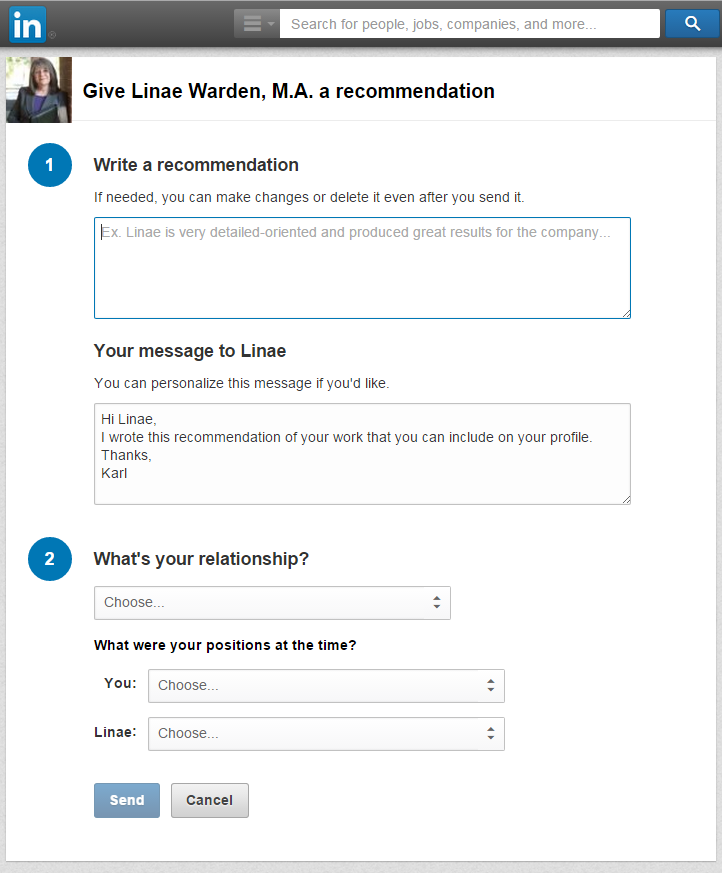 in ®
Search for people, jobs, companies, and more...
Give Linae Warden, M.A. a recommendation
1
Write a recommendation
If needed, you can make changes or delete it even after you send it.
Ex. Linae is very detailed-oriented and produced great results for the company...
Your message to Linae
You can personalize this message if you'd like.
Hi Linae,
I wrote this recommendation of your work that you can include on your profile.
Thanks,
Karl
2
What's your relationship?
Choose...
What were your positions at the time?
You: Choose...
Linae: Choose...
Send Cancel